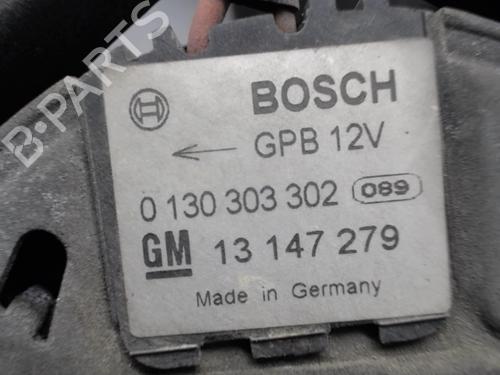 BOSCH
← GPB 12V
0 130 303 302 089
GM 13 147 279
Made in Germany
B-Parts